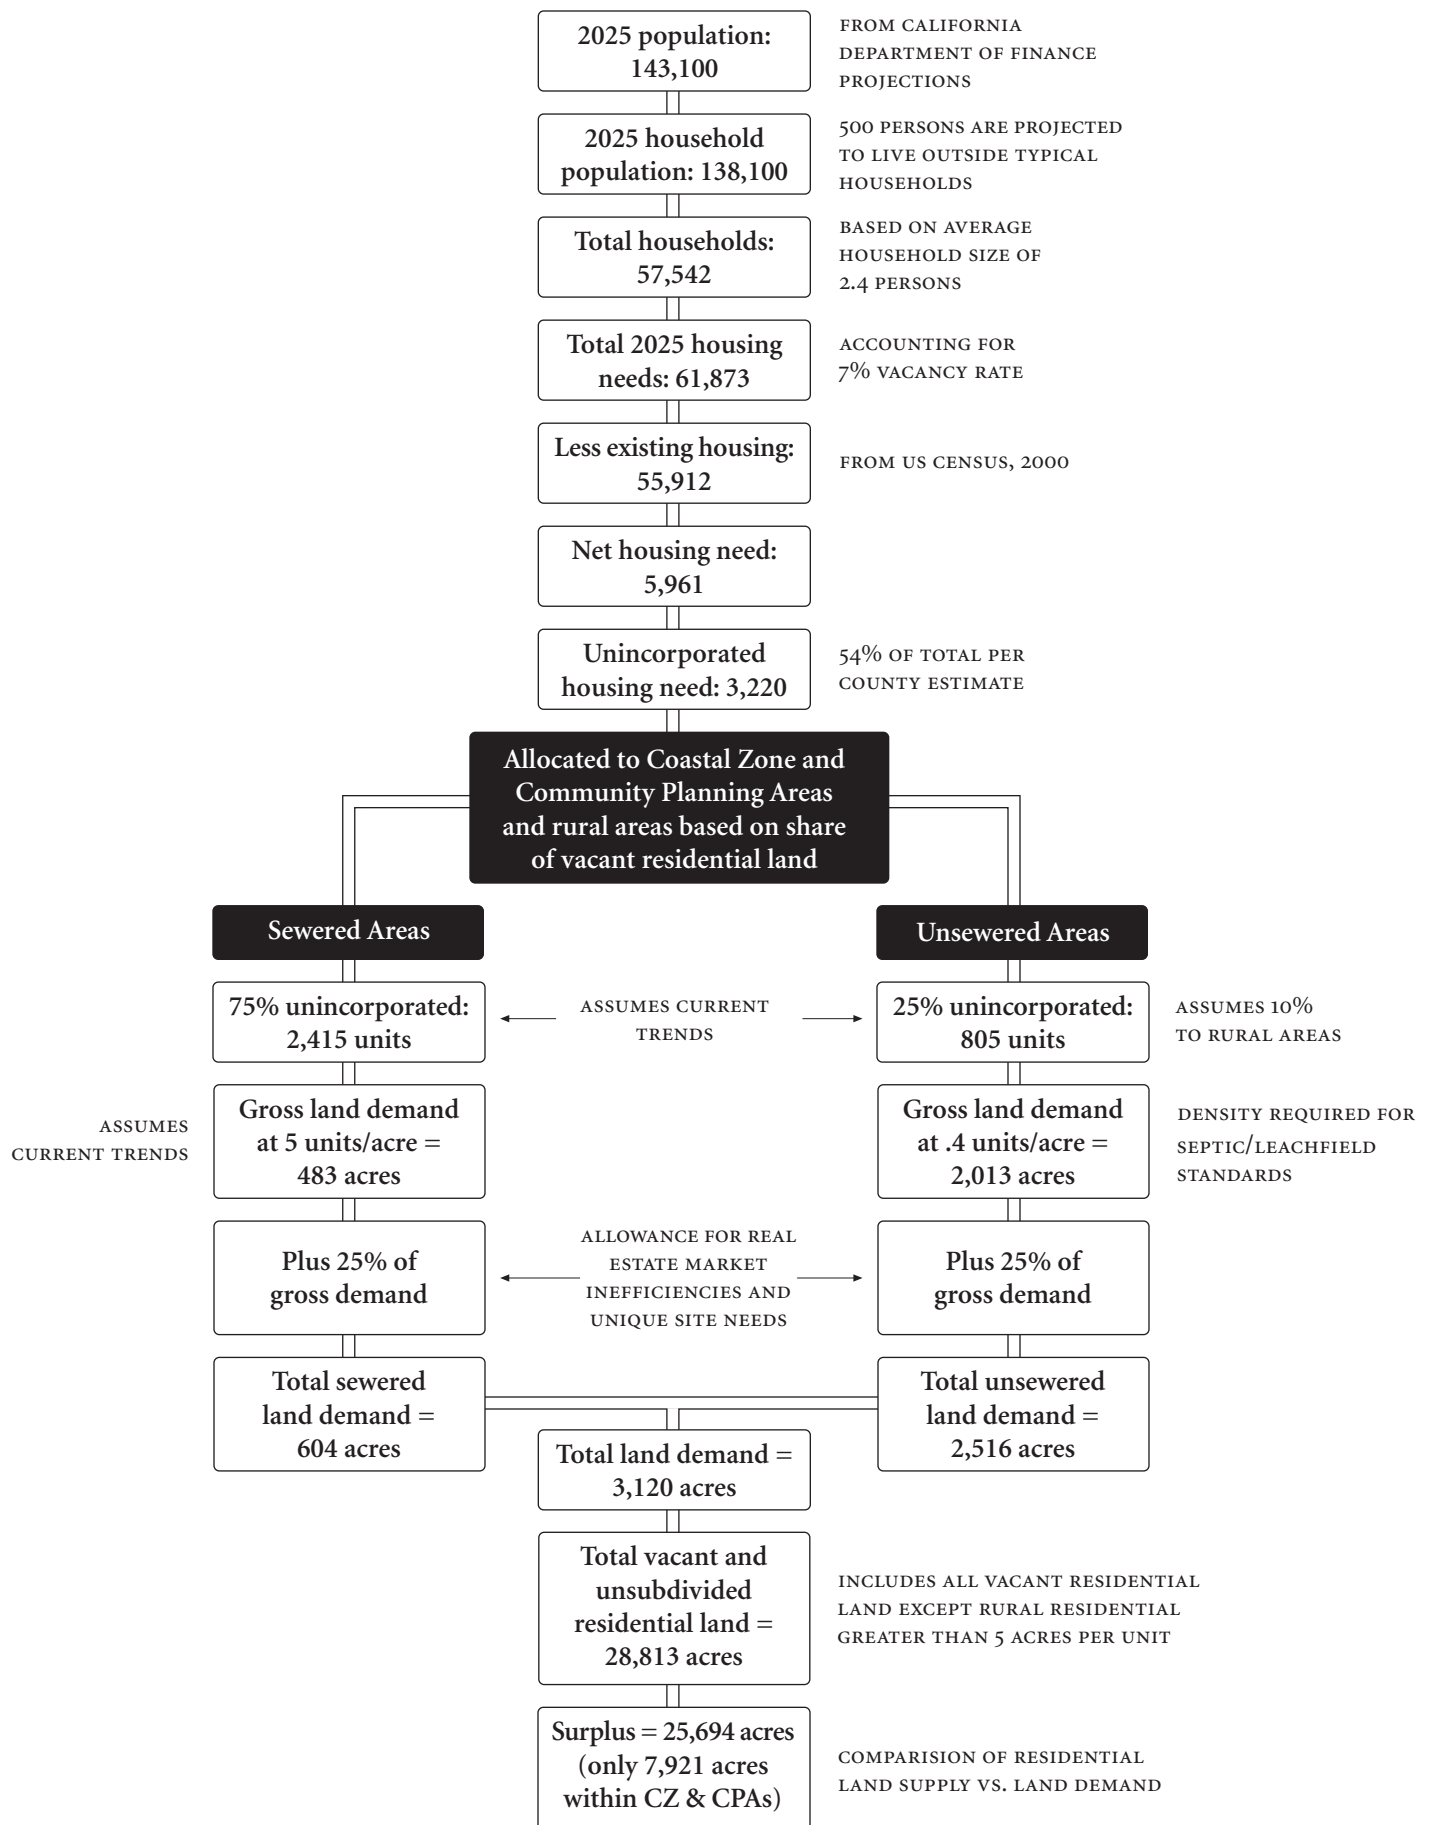 2025 population:
143,100
FROM CALIFORNIA
DEPARTMENT OF FINANCE
PROJECTIONS
2025 household
population: 138,100
500 PERSONS ARE PROJECTED
TO LIVE OUTSIDE TYPICAL
HOUSEHOLDS
Total households:
57,542
BASED ON AVERAGE
HOUSEHOLD SIZE OF
2.4 PERSONS
Total 2025 housing
needs: 61,873
ACCOUNTING FOR
7% VACANCY RATE
Less existing housing:
55,912
FROM US CENSUS, 2000
Net housing need:
5,961
Unincorporated
housing need: 3,220
54% OF TOTAL PER
COUNTY ESTIMATE
Allocated to Coastal Zone and
Community Planning Areas
and rural areas based on share
of vacant residential land
Sewered Areas
Unsewered Areas
75% unincorporated:
2,415 units
ASSUMES CURRENT
TRENDS
25% unincorporated:
805 units
ASSUMES 10%
TO RURAL AREAS
ASSUMES
CURRENT TRENDS
Gross land demand
at 5 units/acre =
483 acres
Gross land demand
at .4 units/acre =
2,013 acres
DENSITY REQUIRED FOR
SEPTIC/LEACHFIELD
STANDARDS
Plus 25% of
gross demand
ALLOWANCE FOR REAL
ESTATE MARKET
INEFFICIENCIES AND
UNIQUE SITE NEEDS
Plus 25% of
gross demand
Total sewered
land demand =
604 acres
Total unsewered
land demand =
2,516 acres
Total land demand =
3,120 acres
Total vacant and
unsubdivided
residential land =
28,813 acres
INCLUDES ALL VACANT RESIDENTIAL
LAND EXCEPT RURAL RESIDENTIAL
GREATER THAN 5 ACRES PER UNIT
Surplus = 25,694 acres
(only 7,921 acres
within CZ & CPAs)
COMPARISION OF RESIDENTIAL
LAND SUPPLY VS. LAND DEMAND